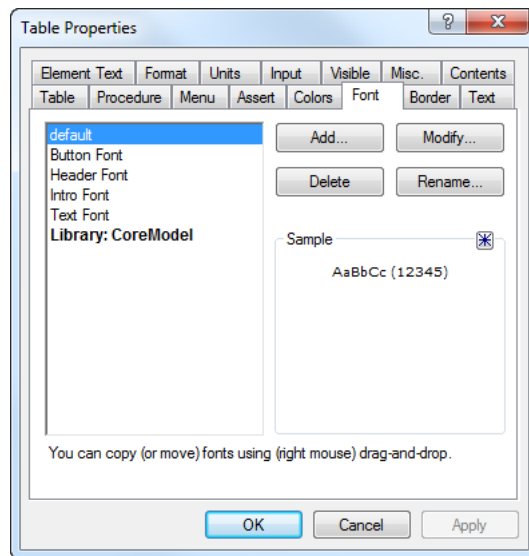 Table Properties
Element Text Format Units Input Visible Misc. Contents
Table Procedure Menu Assert Colors Font Border Text
default
Button Font
Header Font
Intro Font
Text Font
Library: CoreModel
Add... Modify...
Delete Rename...
Sample
AaBbCc (12345)
You can copy (or move) fonts using (right mouse) drag-and-drop.
OK Cancel Apply